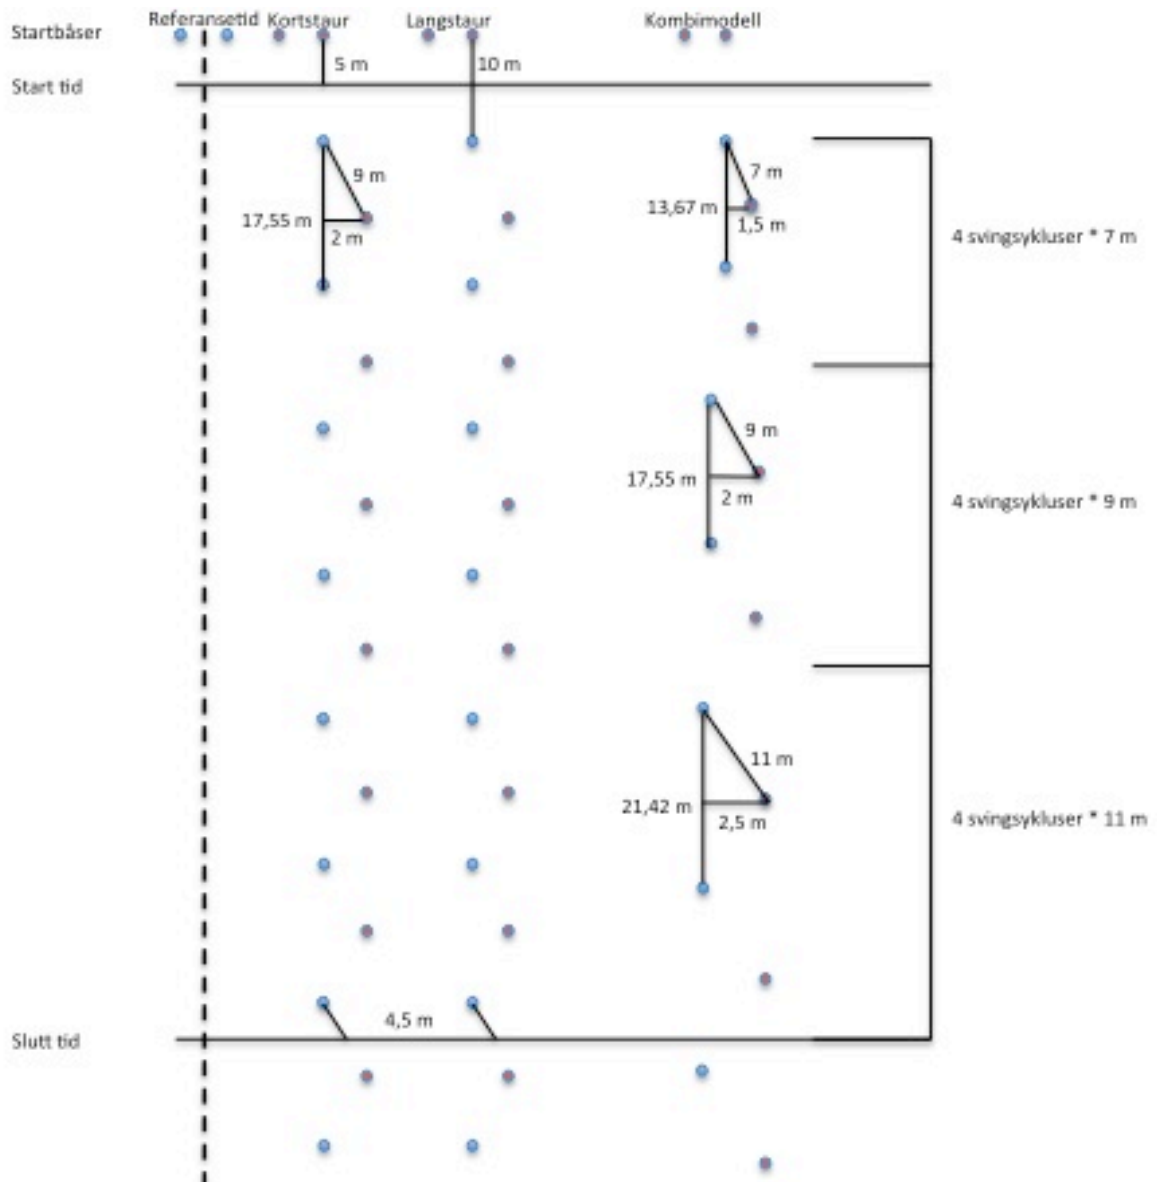 Startbåser
Referansetid Kortstaur Langstaur Kombimodell
5 m
10 m
Start tid
9 m
17,55 m
2 m
7 m
13,67 m
1,5 m
4 svingsykluser * 7 m
9 m
17,55 m
2 m
4 svingsykluser * 9 m
11 m
21,42 m
2,5 m
4 svingsykluser * 11 m
4,5 m
Slutt tid